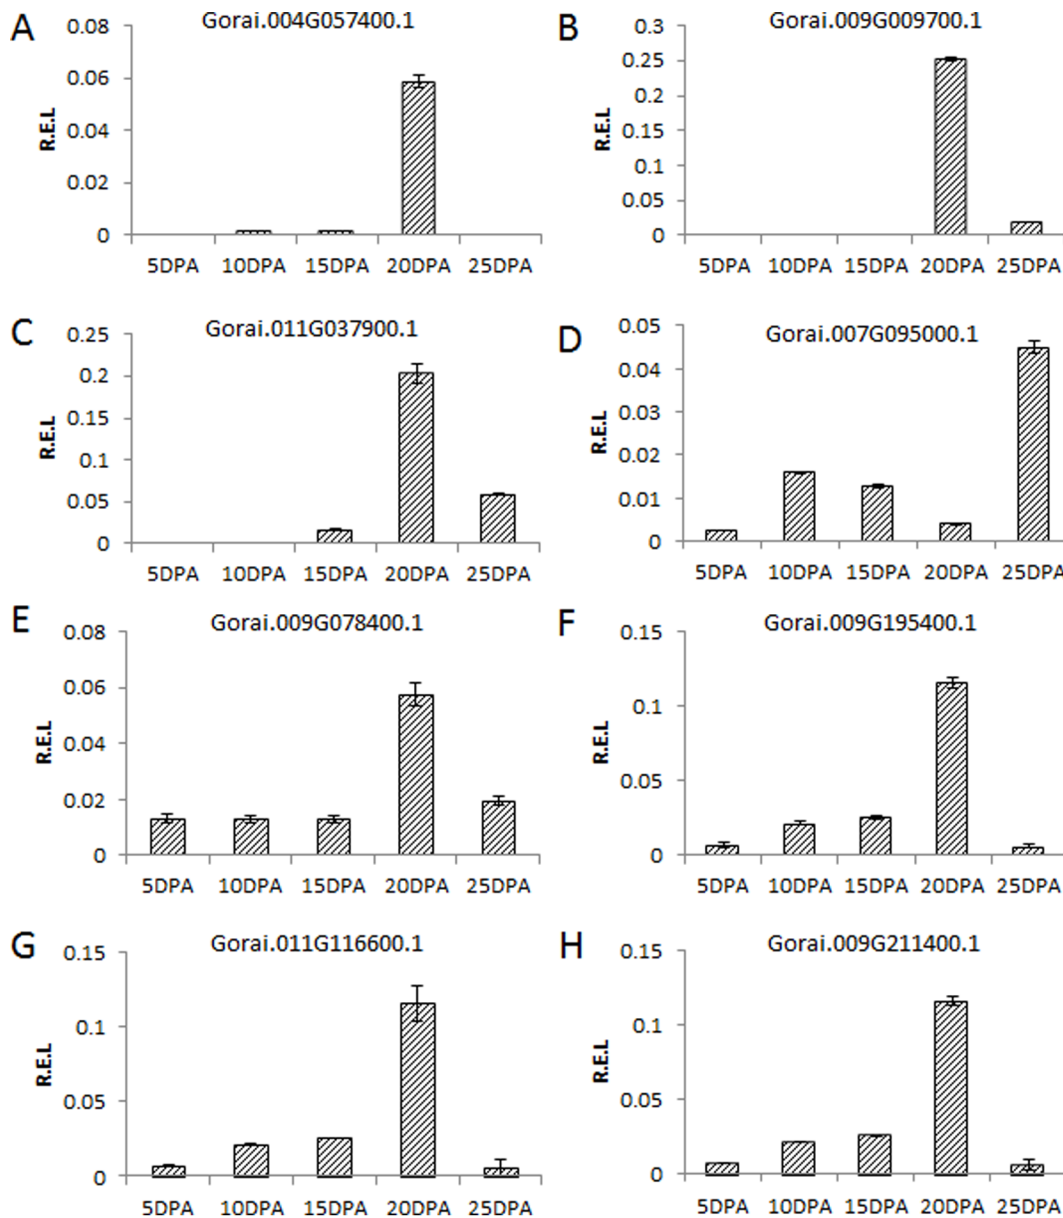 A
Gorai.004G057400.1
0.08
0.06
0.04
0.02
0
R.E.L
5DPA 10DPA 15DPA 20DPA 25DPA
B
Gorai.009G009700.1
0.3
0.25
0.2
0.15
0.1
0.05
0
R.E.L
5DPA 10DPA 15DPA 20DPA 25DPA
C
Gorai.011G037900.1
0.25
0.2
0.15
0.1
0.05
0
R.E.L
5DPA 10DPA 15DPA 20DPA 25DPA
D
Gorai.007G095000.1
0.05
0.04
0.03
0.02
0.01
0
R.E.L
5DPA 10DPA 15DPA 20DPA 25DPA
E
Gorai.009G078400.1
0.08
0.06
0.04
0.02
0
R.E.L
5DPA 10DPA 15DPA 20DPA 25DPA
F
Gorai.009G195400.1
0.15
0.1
0.05
0
R.E.L
5DPA 10DPA 15DPA 20DPA 25DPA
G
Gorai.011G116600.1
0.15
0.1
0.05
0
R.E.L
5DPA 10DPA 15DPA 20DPA 25DPA
H
Gorai.009G211400.1
0.15
0.1
0.05
0
R.E.L
5DPA 10DPA 15DPA 20DPA 25DPA